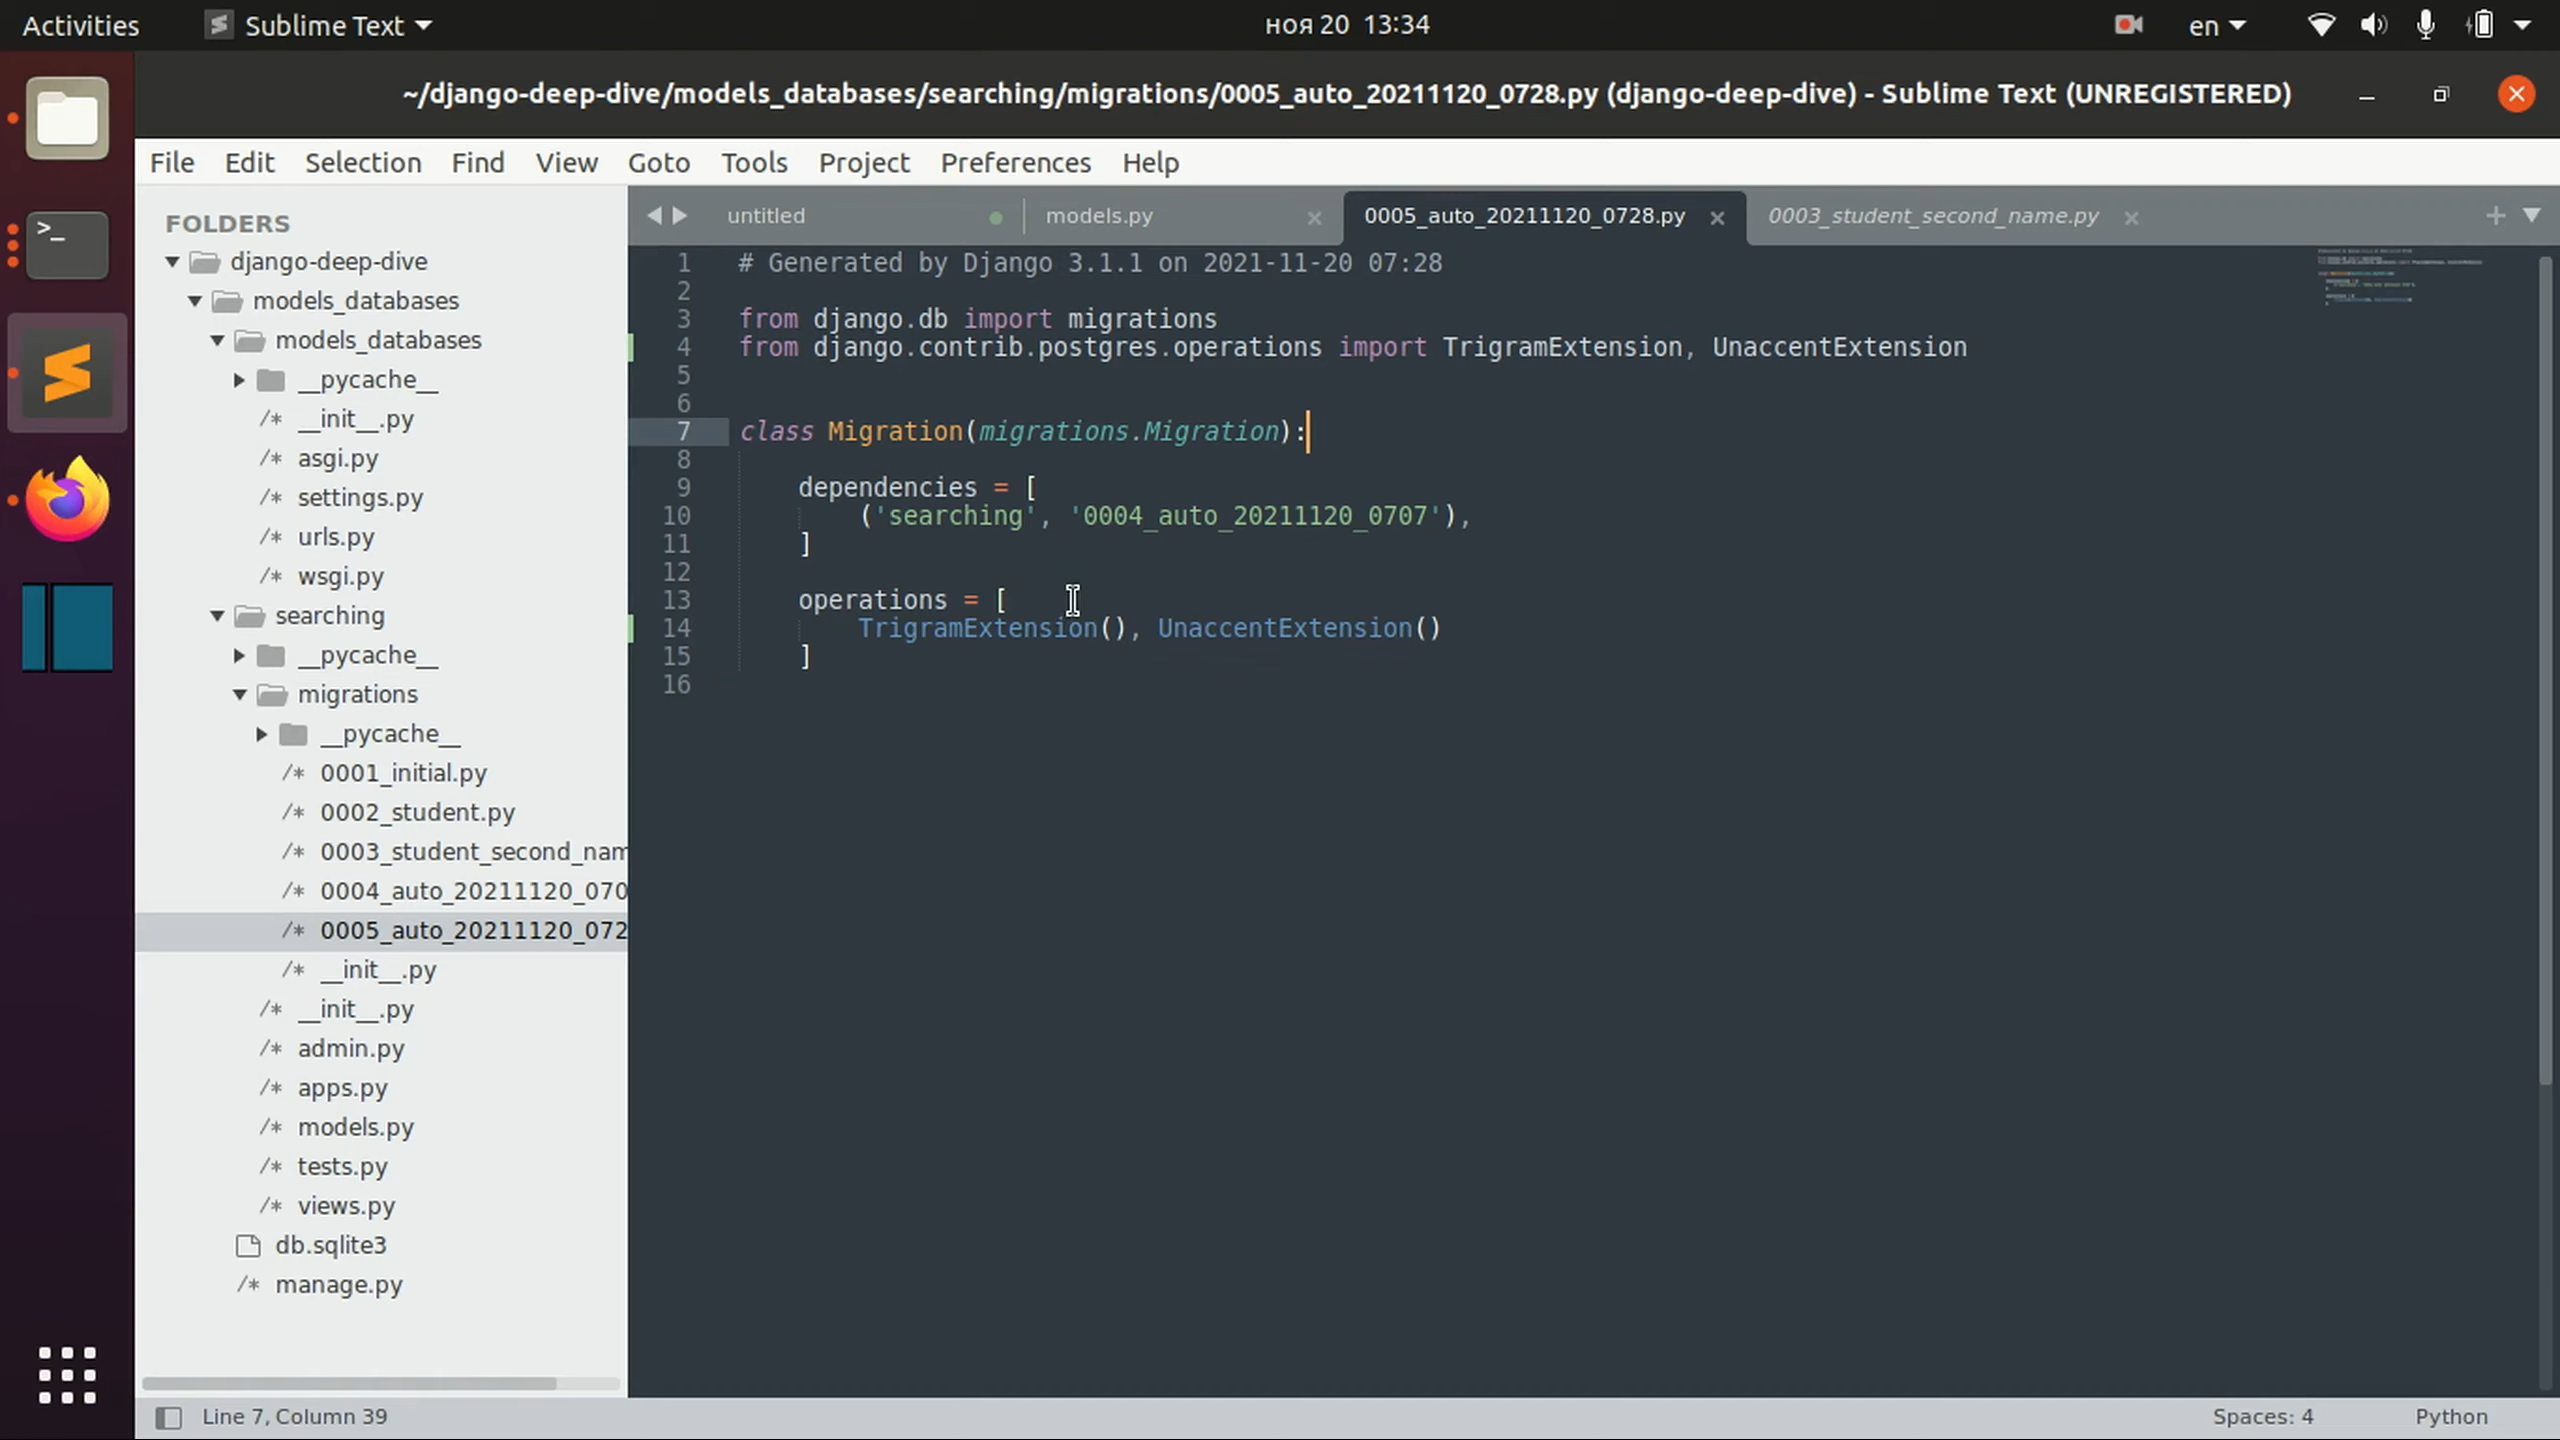 Activities Sublime Text ноя 20 13:34 en
~/django-deep-dive/models_databases/searching/migrations/0005_auto_20211120_0728.py (django-deep-dive) - Sublime Text (UNREGISTERED)
File Edit Selection Find View Goto Tools Project Preferences Help
FOLDERS
django-deep-dive
models_databases
models_databases
__pycache__
/* __init__.py
/* asgi.py
/* settings.py
/* urls.py
/* wsgi.py
searching
__pycache__
migrations
__pycache__
/* 0001_initial.py
/* 0002_student.py
/* 0003_student_second_nam
/* 0004_auto_20211120_070
/* 0005_auto_20211120_072
/* __init__.py
/* __init__.py
/* admin.py
/* apps.py
/* models.py
/* tests.py
/* views.py
db.sqlite3
/* manage.py
untitled models.py 0005_auto_20211120_0728.py 0003_student_second_name.py
1 # Generated by Django 3.1.1 on 2021-11-20 07:28
2
3 from django.db import migrations
4 from django.contrib.postgres.operations import TrigramExtension, UnaccentExtension
5
6
7 class Migration(migrations.Migration):
8
9 dependencies = [
10 ('searching', '0004_auto_20211120_0707'),
11 ]
12
13 operations = [
14 TrigramExtension(), UnaccentExtension()
15 ]
16
Line 7, Column 39 Spaces: 4 Python